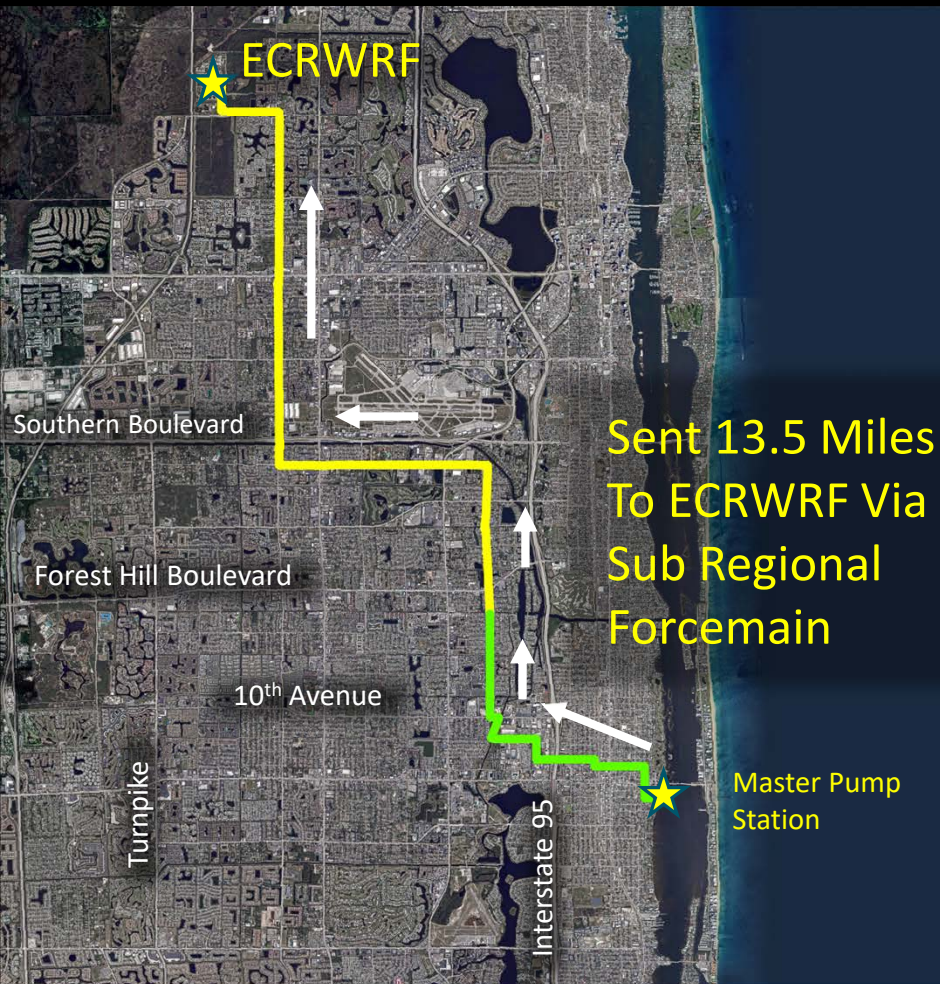 ECRWRF
Southern Boulevard
Sent 13.5 Miles
To ECRWRF Via
Sub Regional
Forcemain
Forest Hill Boulevard
10th Avenue
Turnpike
Interstate 95
Master Pump
Station